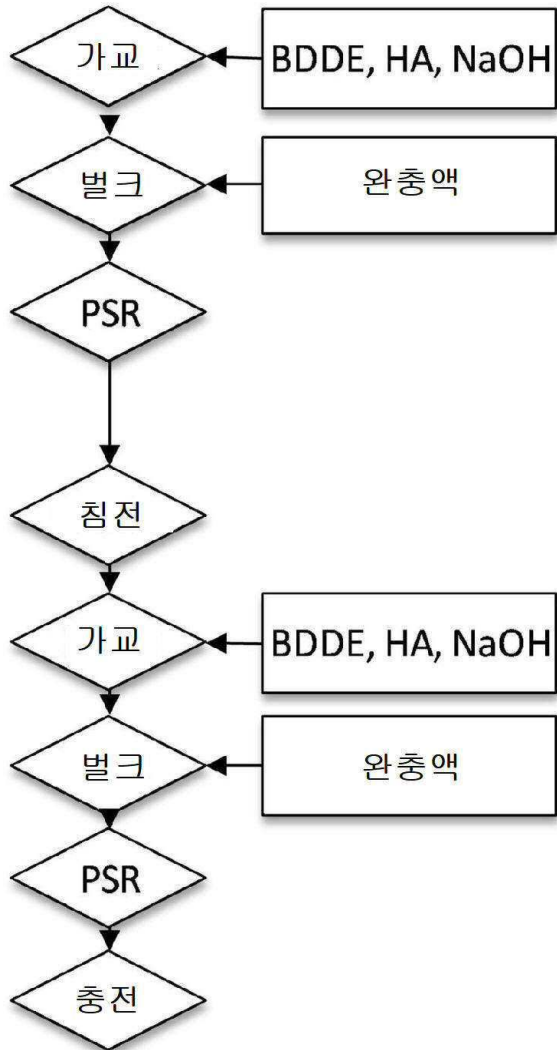 가교
BDDE, HA, NaOH
벌크
완충액
PSR
침전
가교
BDDE, HA, NaOH
벌크
완충액
PSR
충전